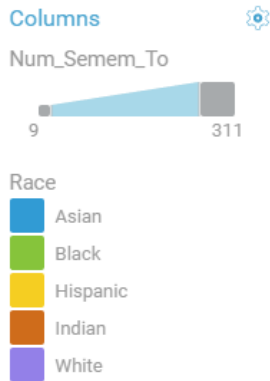 Columns
Num_Semem_To
9 311
Race
Asian
Black
Hispanic
Indian
White